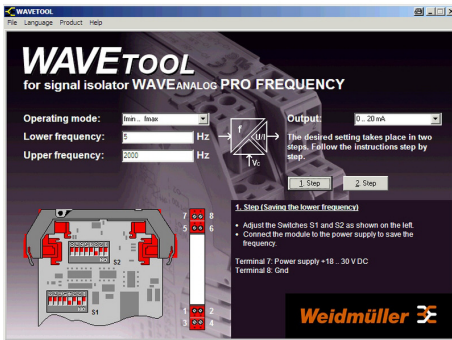 WAVETOOL
File Language Product Help
WAVETOOL
for signal isolator WAVEANALOG PRO FREQUENCY
Operating mode: fmin .. fmax
Output: 0 .. 20 mA
Lower frequency: 5 Hz
Upper frequency: 2000 Hz
f
U/I
Vc
The desired setting takes place in two
steps. Follow the instructions step by
step.
1. Step 2. Step
1. Step (Saving the lower frequency)
• Adjust the Switches S1 and S2 as shown on the left.
• Connect the module to the power supply to save the
frequency.
Terminal 7: Power supply +18 .. 30 V DC
Terminal 8: Gnd
7 8
5 6
S2
S1
1 2
3 4
Weidmüller